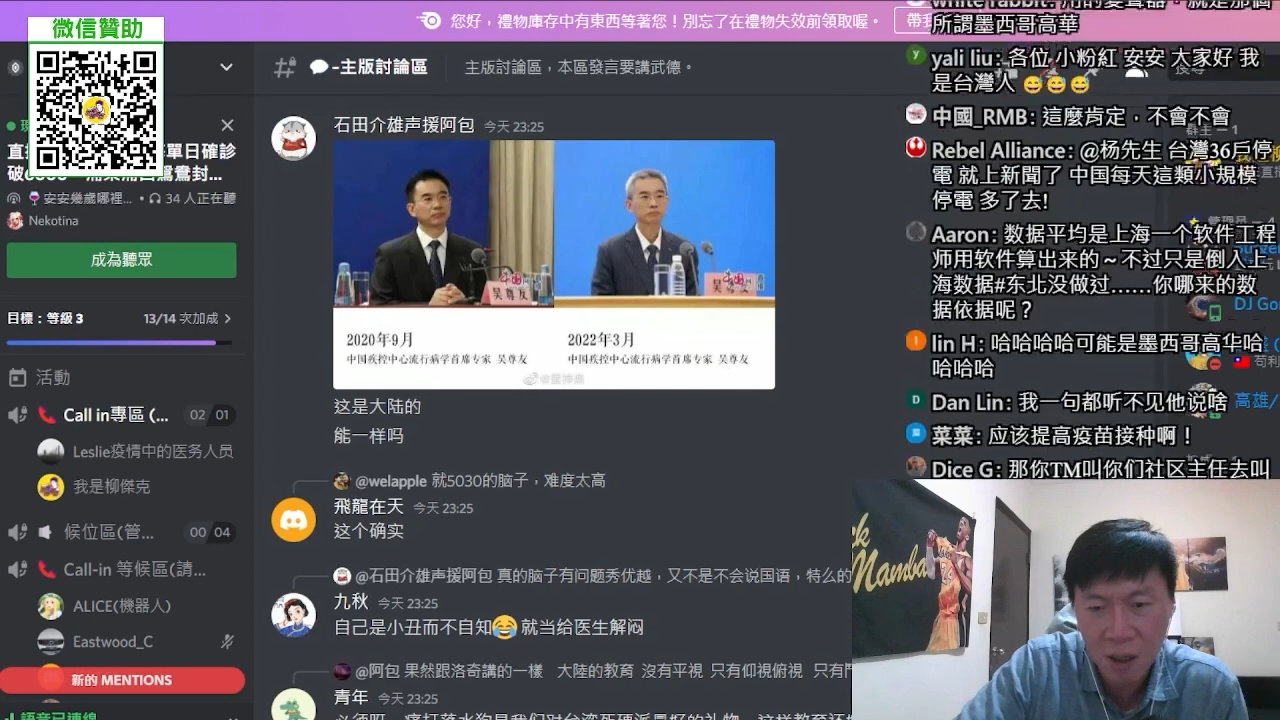 微信贊助
您好，禮物庫存中有東西等著您！別忘了在禮物失效前領取喔。
-主版討論區
主版討論區，本區發言要講武德。
單日確診
安安幾歲哪裡... • 34 人正在聽
Nekotina
成為聽眾
目標：等級 3
13/14 次加成
活動
Call in專區 (...
02 01
Leslie疫情中的医务人员
我是柳傑克
候位區(管...
00 04
Call-in 等候區(請...
ALICE(機器人)
Eastwood_C
新的 MENTIONS
石田介雄声援阿包 今天 23:25
吴尊友
2020年9月
中国疾控中心流行病学首席专家 吴尊友
2022年3月
中国疾控中心流行病学首席专家 吴尊友
这是大陆的
能一样吗
@welapple 就5030的脑子，难度太高
飛龍在天 今天 23:25
这个确实
@石田介雄声援阿包 真的脑子有问题秀优越，又不是不会说国语，特么的
九秋 今天 23:25
自己是小丑而不自知😂就当给医生解闷
@阿包 果然跟洛奇講的一樣 大陸的教育 沒有平視 只有仰視俯視
青年 今天 23:25
所謂墨西哥高華
yali liu: 各位 小粉紅 安安 大家好 我
是台灣人 😅😅😅
中國_RMB: 這麼肯定，不會不會
Rebel Alliance: @杨先生 台灣36戶停
電 就上新聞了 中国每天這類小規模
停電 多了去!
Aaron: 数据平均是上海一个软件工程
师用软件算出来的～不过只是倒入上
海数据#东北没做过……你哪来的数
据依据呢？
lin H: 哈哈哈哈可能是墨西哥高华哈
哈哈哈
Dan Lin: 我一句都听不见他说啥
菜菜: 应该提高疫苗接种啊！
Dice G: 那你TM叫你们社区主任去叫
DJ Go
高雄/
Mamba